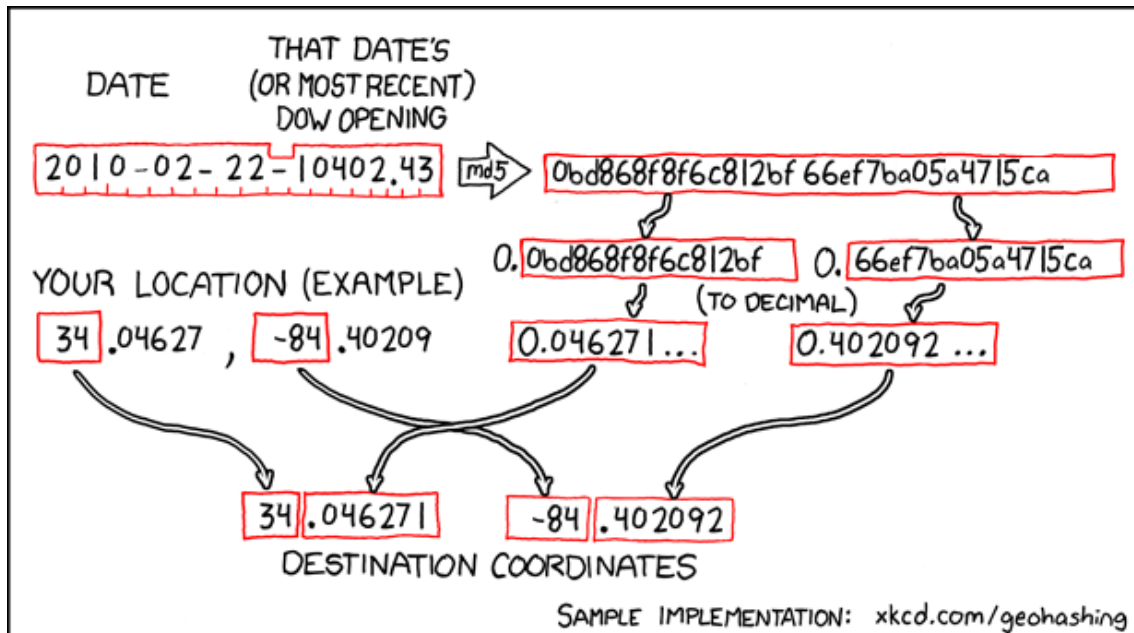 DATE
THAT DATE'S
(OR MOST RECENT)
DOW OPENING
2010-02-22-10402.43
md5
0bd868f8f6c812bf66ef7ba05a4715ca
0.0bd868f8f6c812bf
0.66ef7ba05a4715ca
(TO DECIMAL)
YOUR LOCATION (EXAMPLE)
34.04627, -84.40209
0.046271...
0.402092...
34.046271
-84.402092
DESTINATION COORDINATES
SAMPLE IMPLEMENTATION: xkcd.com/geohashing